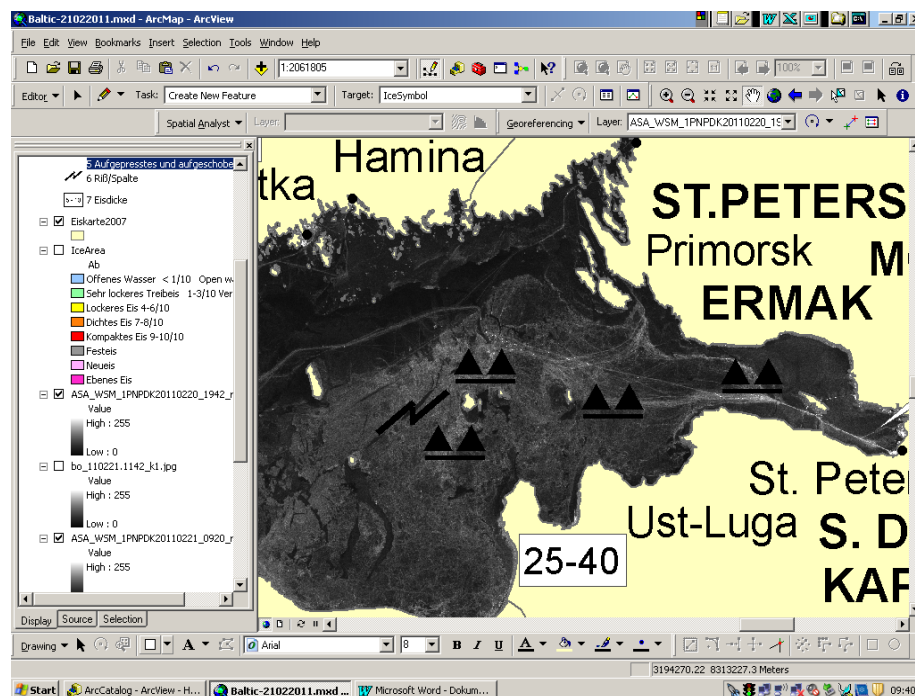 Baltic-21022011.mxd - ArcMap - ArcView
File Edit View Bookmarks Insert Selection Tools Window Help
1:2061805
100%
Editor Task: Create New Feature Target: IceSymbol
Spatial Analyst Layer: Georeferencing Layer: ASA_WSM_1PNPDK20110220_19
5 Aufgepresstes und aufgeschobe
6 Riß/Spalte
7 Eisdicke
Eiskarte2007
IceArea
Ab
Offenes Wasser < 1/10 Open w
Sehr lockeres Treibeis 1-3/10 Ver
Lockeres Eis 4-6/10
Dichtes Eis 7-8/10
Kompaktes Eis 9-10/10
Festeis
Neueis
Ebenes Eis
ASA_WSM_1PNPDK20110220_1942_r
Value
High : 255
Low : 0
bo_110221.1142_k1.jpg
Value
High : 255
Low : 0
ASA_WSM_1PNPDK20110221_0920_r
Value
High : 255
Display Source Selection
Hamina
tka
ST.PETERS
Primorsk
ERMAK
St. Peter
Ust-Luga
S. D
25-40
KAP
Drawing A Arial 8 B I U A
3194270.22 8313227.3 Meters
Start ArcCatalog - ArcView - H... Baltic-21022011.mxd ... Microsoft Word - Dokum... 09:40